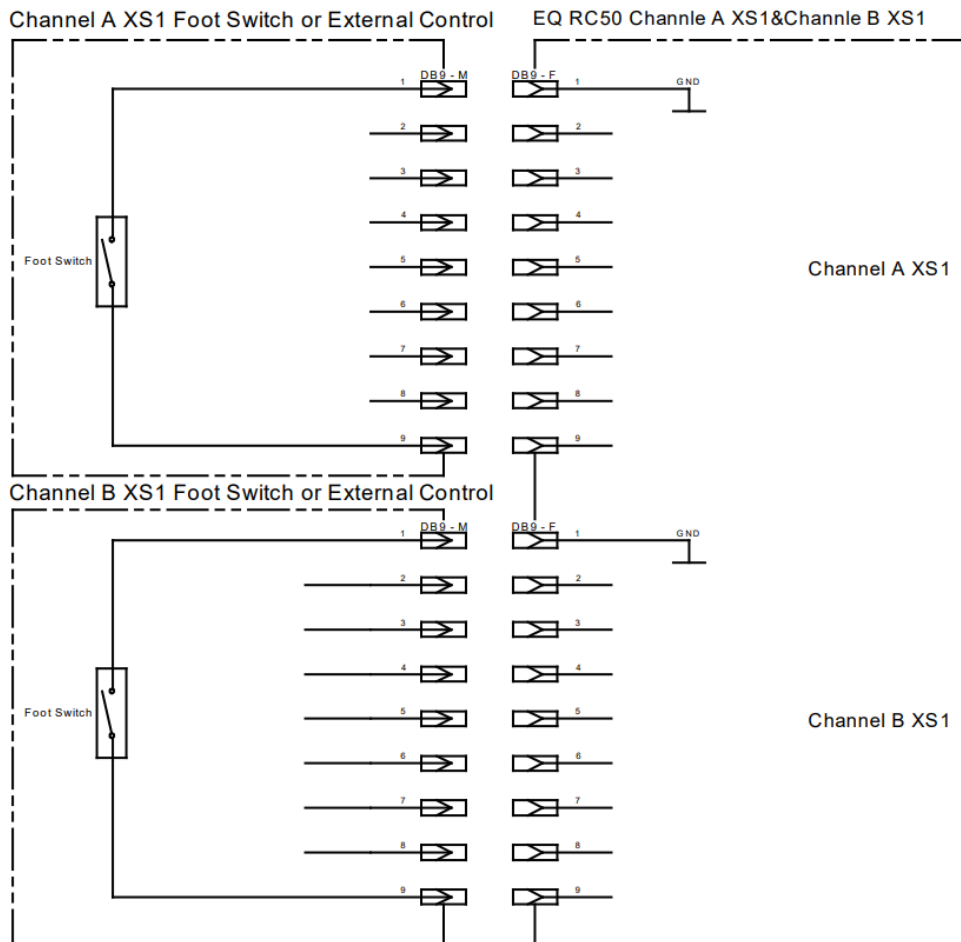 Channel A XS1 Foot Switch or External Control
EQ RC50 Channle A XS1&Channle B XS1
DB9 - M
DB9 - F
1
1
GND
2
2
3
3
4
4
Foot Switch
5
5
Channel A XS1
6
6
7
7
8
8
9
9
Channel B XS1 Foot Switch or External Control
DB9 - M
DB9 - F
1
1
GND
2
2
3
3
4
4
Foot Switch
5
5
Channel B XS1
6
6
7
7
8
8
9
9